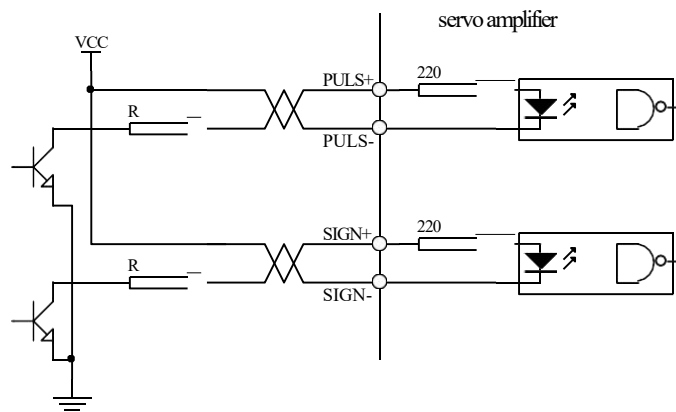 servo amplifier
VCC
PULS+
220
R
PULS-
SIGN+
220
R
SIGN-